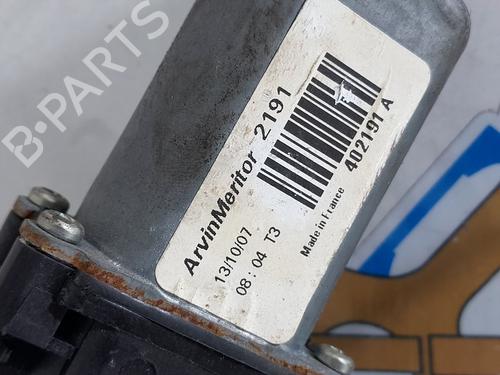 B-PARTS
ArvinMeritor 2191
13/10/07
08:04 T3
402191 A
Made in France